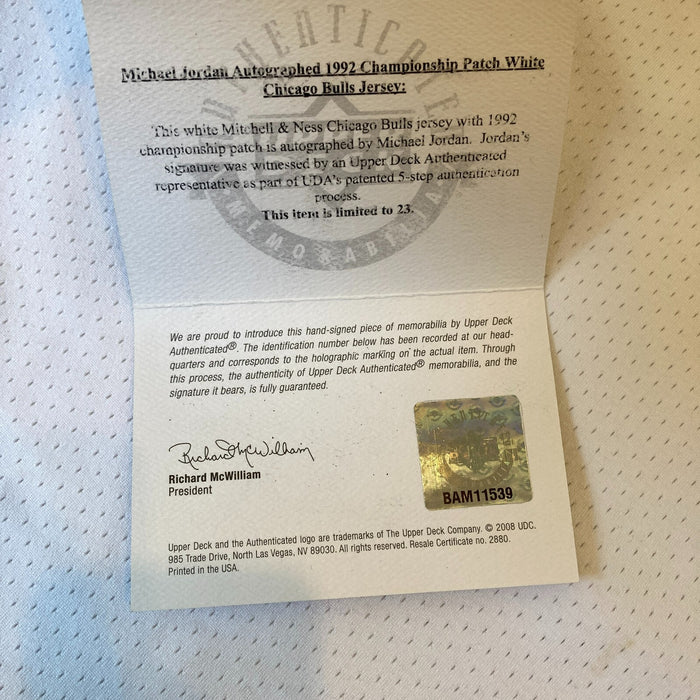 AUTHENTICATED
Michael Jordan Autographed 1992 Championship Patch White
Chicago Bulls Jersey:
This white Mitchell & Ness Chicago Bulls jersey with 1992
championship patch is autographed by Michael Jordan. Jordan's
signature was witnessed by an Upper Deck Authenticated
representative as part of UDA's patented 5-step authentication
process.
This item is limited to 23.
MEMORABILIA
We are proud to introduce this hand-signed piece of memorabilia by Upper Deck
Authenticated®. The identification number below has been recorded at our head-
quarters and corresponds to the holographic marking on the actual item. Through
this process, the authenticity of Upper Deck Authenticated® memorabilia, and the
signature it bears, is fully guaranteed.
Richard McWilliam
Richard McWilliam
President
BAM11539
Upper Deck and the Authenticated logo are trademarks of The Upper Deck Company. © 2008 UDC.
985 Trade Drive, North Las Vegas, NV 89030. All rights reserved. Resale Certificate no. 2880.
Printed in the USA.